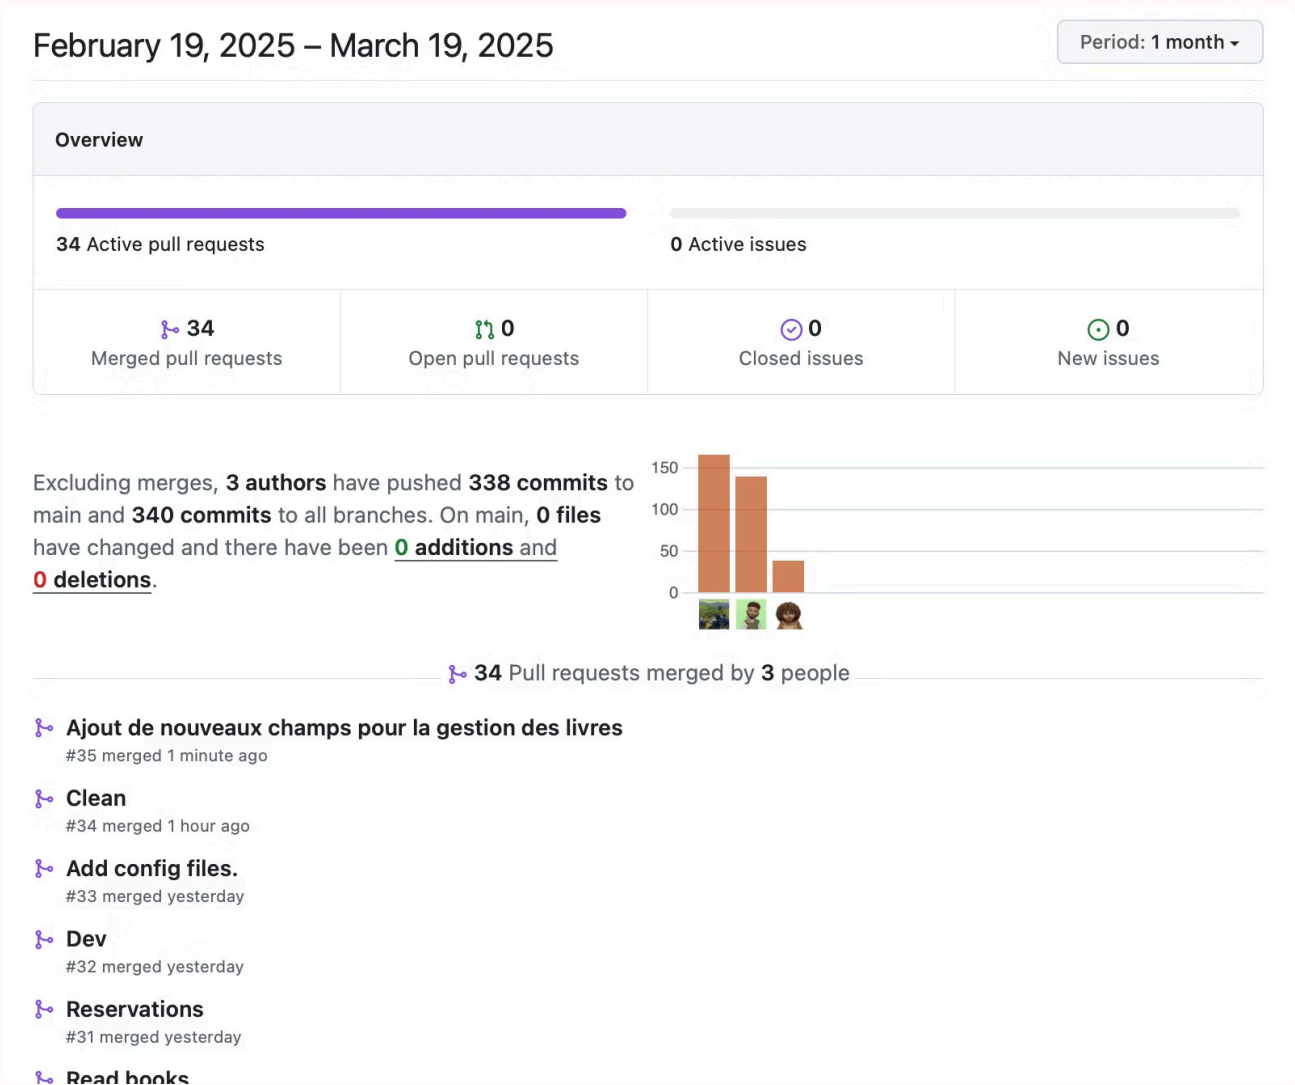 February 19, 2025 – March 19, 2025
Period: 1 month
Overview
34 Active pull requests
0 Active issues
34
Merged pull requests
0
Open pull requests
0
Closed issues
0
New issues
Excluding merges, 3 authors have pushed 338 commits to
main and 340 commits to all branches. On main, 0 files
have changed and there have been 0 additions and
0 deletions.
150
100
50
0
34 Pull requests merged by 3 people
Ajout de nouveaux champs pour la gestion des livres
#35 merged 1 minute ago
Clean
#34 merged 1 hour ago
Add config files.
#33 merged yesterday
Dev
#32 merged yesterday
Reservations
#31 merged yesterday
Read books